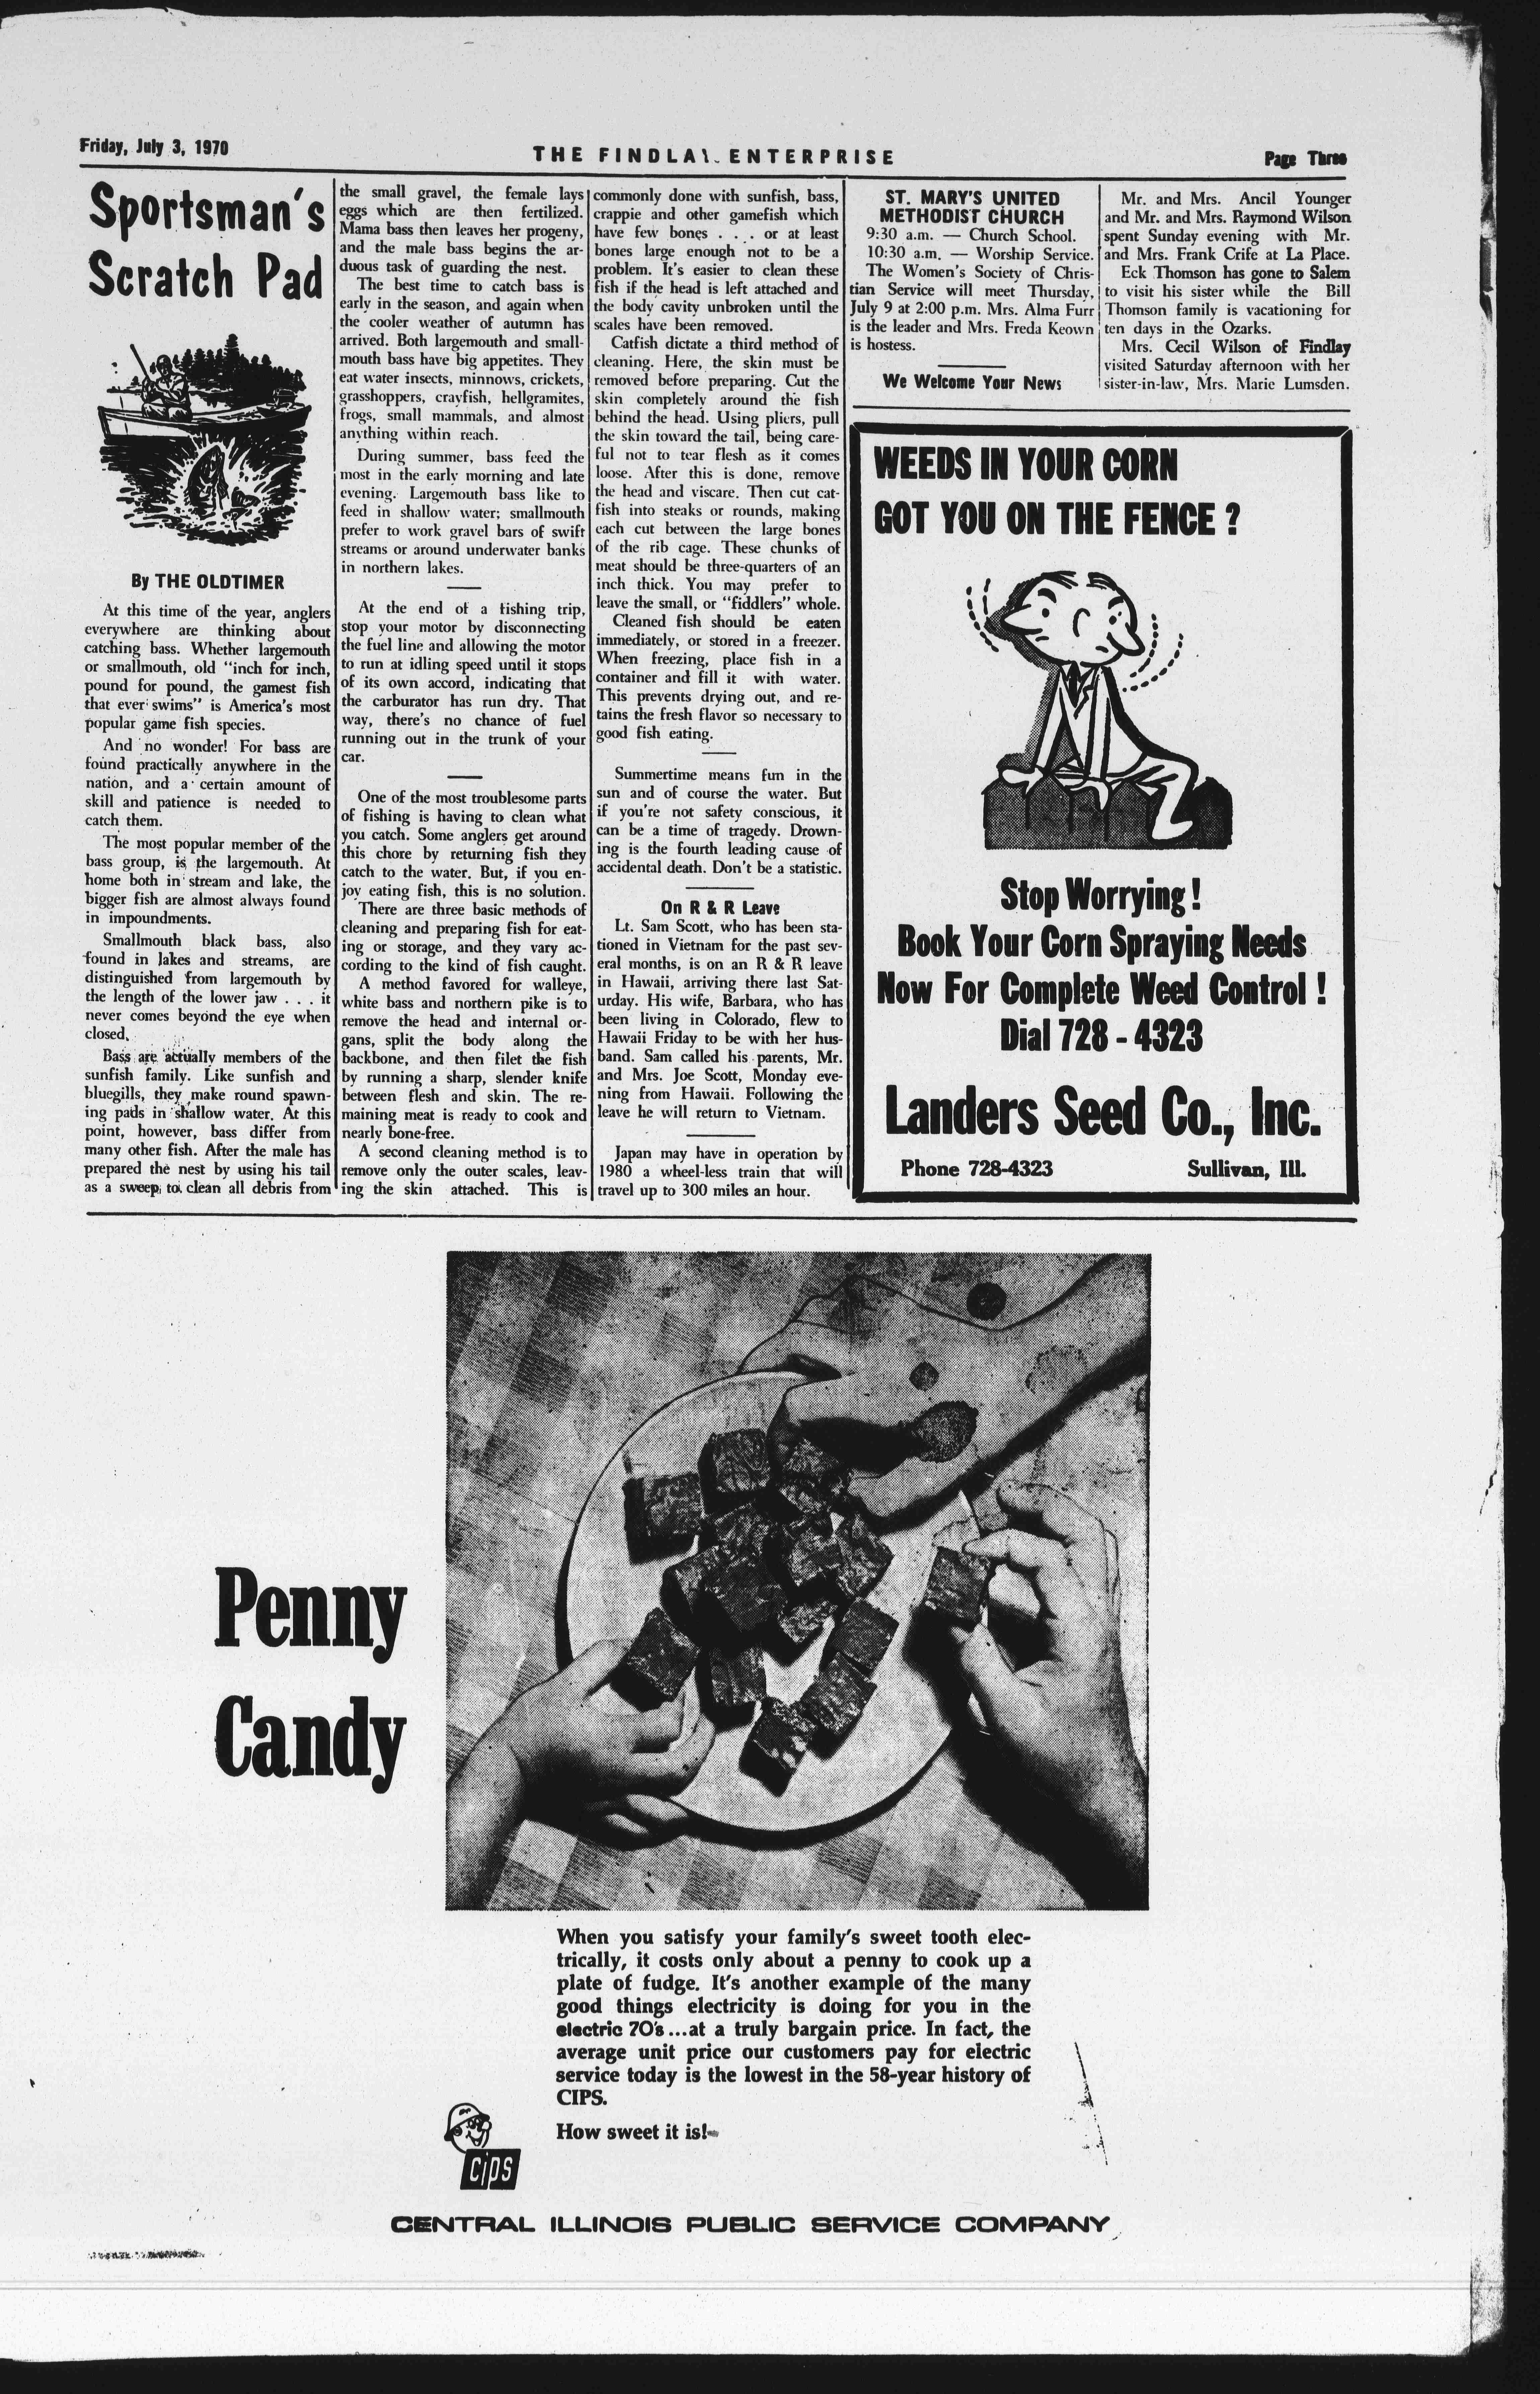 Friday, July 3, 1970
THE FINDLAY ENTERPRISE
Page Three
Sportsman's
Scratch Pad
By THE OLDTIMER
At this time of the year, anglers
everywhere are thinking about
catching bass. Whether largemouth
or smallmouth, old "inch for inch,
pound for pound, the gamest fish
that ever swims" is America's most
popular game fish species.
And no wonder! For bass are
found practically anywhere in the
nation, and a certain amount of
skill and patience is needed to
catch them.
The most popular member of the
bass group, is the largemouth. At
home both in stream and lake, the
bigger fish are almost always found
in impoundments.
Smallmouth black bass, also
found in lakes and streams, are
distinguished from largemouth by
the length of the lower jaw . . . it
never comes beyond the eye when
closed.
Bass are actually members of the
sunfish family. Like sunfish and
bluegills, they make round spawn-
ing pads in shallow water. At this
point, however, bass differ from
many other fish. After the male has
prepared the nest by using his tail
as a sweep to clean all debris from
the small gravel, the female lays
eggs which are then fertilized.
Mama bass then leaves her progeny,
and the male bass begins the ar-
duous task of guarding the nest.
The best time to catch bass is
early in the season, and again when
the cooler weather of autumn has
arrived. Both largemouth and small-
mouth bass have big appetites. They
eat water insects, minnows, crickets,
grasshoppers, crayfish, hellgramites,
frogs, small mammals, and almost
anything within reach.
During summer, bass feed the
most in the early morning and late
evening. Largemouth bass like to
feed in shallow water; smallmouth
prefer to work gravel bars of swift
streams or around underwater banks
in northern lakes.
At the end of a fishing trip,
stop your motor by disconnecting
the fuel line and allowing the motor
to run at idling speed until it stops
of its own accord, indicating that
the carburator has run dry. That
way, there's no chance of fuel
running out in the trunk of your
car.
One of the most troublesome parts
of fishing is having to clean what
you catch. Some anglers get around
this chore by returning fish they
catch to the water. But, if you en-
joy eating fish, this is no solution.
There are three basic methods of
cleaning and preparing fish for eat-
ing or storage, and they vary ac-
cording to the kind of fish caught.
A method favored for walleye,
white bass and northern pike is to
remove the head and internal or-
gans, split the body along the
backbone, and then filet the fish
by running a sharp, slender knife
between flesh and skin. The re-
maining meat is ready to cook and
nearly bone-free.
A second cleaning method is to
remove only the outer scales, leav-
ing the skin attached. This is
commonly done with sunfish, bass,
crappie and other gamefish which
have few bones . . . or at least
bones large enough not to be a
problem. It's easier to clean these
fish if the head is left attached and
the body cavity unbroken until the
scales have been removed.
Catfish dictate a third method of
cleaning. Here, the skin must be
removed before preparing. Cut the
skin completely around the fish
behind the head. Using pliers, pull
the skin toward the tail, being care-
ful not to tear flesh as it comes
loose. After this is done, remove
the head and viscare. Then cut cat-
fish into steaks or rounds, making
each cut between the large bones
of the rib cage. These chunks of
meat should be three-quarters of an
inch thick. You may prefer to
leave the small, or "fiddlers" whole.
Cleaned fish should be eaten
immediately, or stored in a freezer.
When freezing, place fish in a
container and fill it with water.
This prevents drying out, and re-
tains the fresh flavor so necessary to
good fish eating.
Summertime means fun in the
sun and of course the water. But
if you're not safety conscious, it
can be a time of tragedy. Drown-
ing is the fourth leading cause of
accidental death. Don't be a statistic.
On R & R Leave
Lt. Sam Scott, who has been sta-
tioned in Vietnam for the past sev-
eral months, is on an R & R leave
in Hawaii, arriving there last Sat-
urday. His wife, Barbara, who has
been living in Colorado, flew to
Hawaii Friday to be with her hus-
band. Sam called his parents, Mr.
and Mrs. Joe Scott, Monday eve-
ning from Hawaii. Following the
leave he will return to Vietnam.
Japan may have in operation by
1980 a wheel-less train that will
travel up to 300 miles an hour.
ST. MARY'S UNITED
METHODIST CHURCH
9:30 a.m. — Church School.
10:30 a.m. — Worship Service.
The Women's Society of Chris-
tian Service will meet Thursday,
July 9 at 2:00 p.m. Mrs. Alma Furr
is the leader and Mrs. Freda Keown
is hostess.
We Welcome Your News
Mr. and Mrs. Ancil Younger
and Mr. and Mrs. Raymond Wilson
spent Sunday evening with Mr.
and Mrs. Frank Crife at La Place.
Eck Thomson has gone to Salem
to visit his sister while the Bill
Thomson family is vacationing for
ten days in the Ozarks.
Mrs. Cecil Wilson of Findlay
visited Saturday afternoon with her
sister-in-law, Mrs. Marie Lumsden.
WEEDS IN YOUR CORN
GOT YOU ON THE FENCE ?
Stop Worrying !
Book Your Corn Spraying Needs
Now For Complete Weed Control !
Dial 728 - 4323
Landers Seed Co., Inc.
Phone 728-4323
Sullivan, Ill.
Penny
Candy
When you satisfy your family's sweet tooth elec-
trically, it costs only about a penny to cook up a
plate of fudge. It's another example of the many
good things electricity is doing for you in the
electric 70's ...at a truly bargain price. In fact, the
average unit price our customers pay for electric
service today is the lowest in the 58-year history of
CIPS.
How sweet it is!
cips
CENTRAL ILLINOIS PUBLIC SERVICE COMPANY